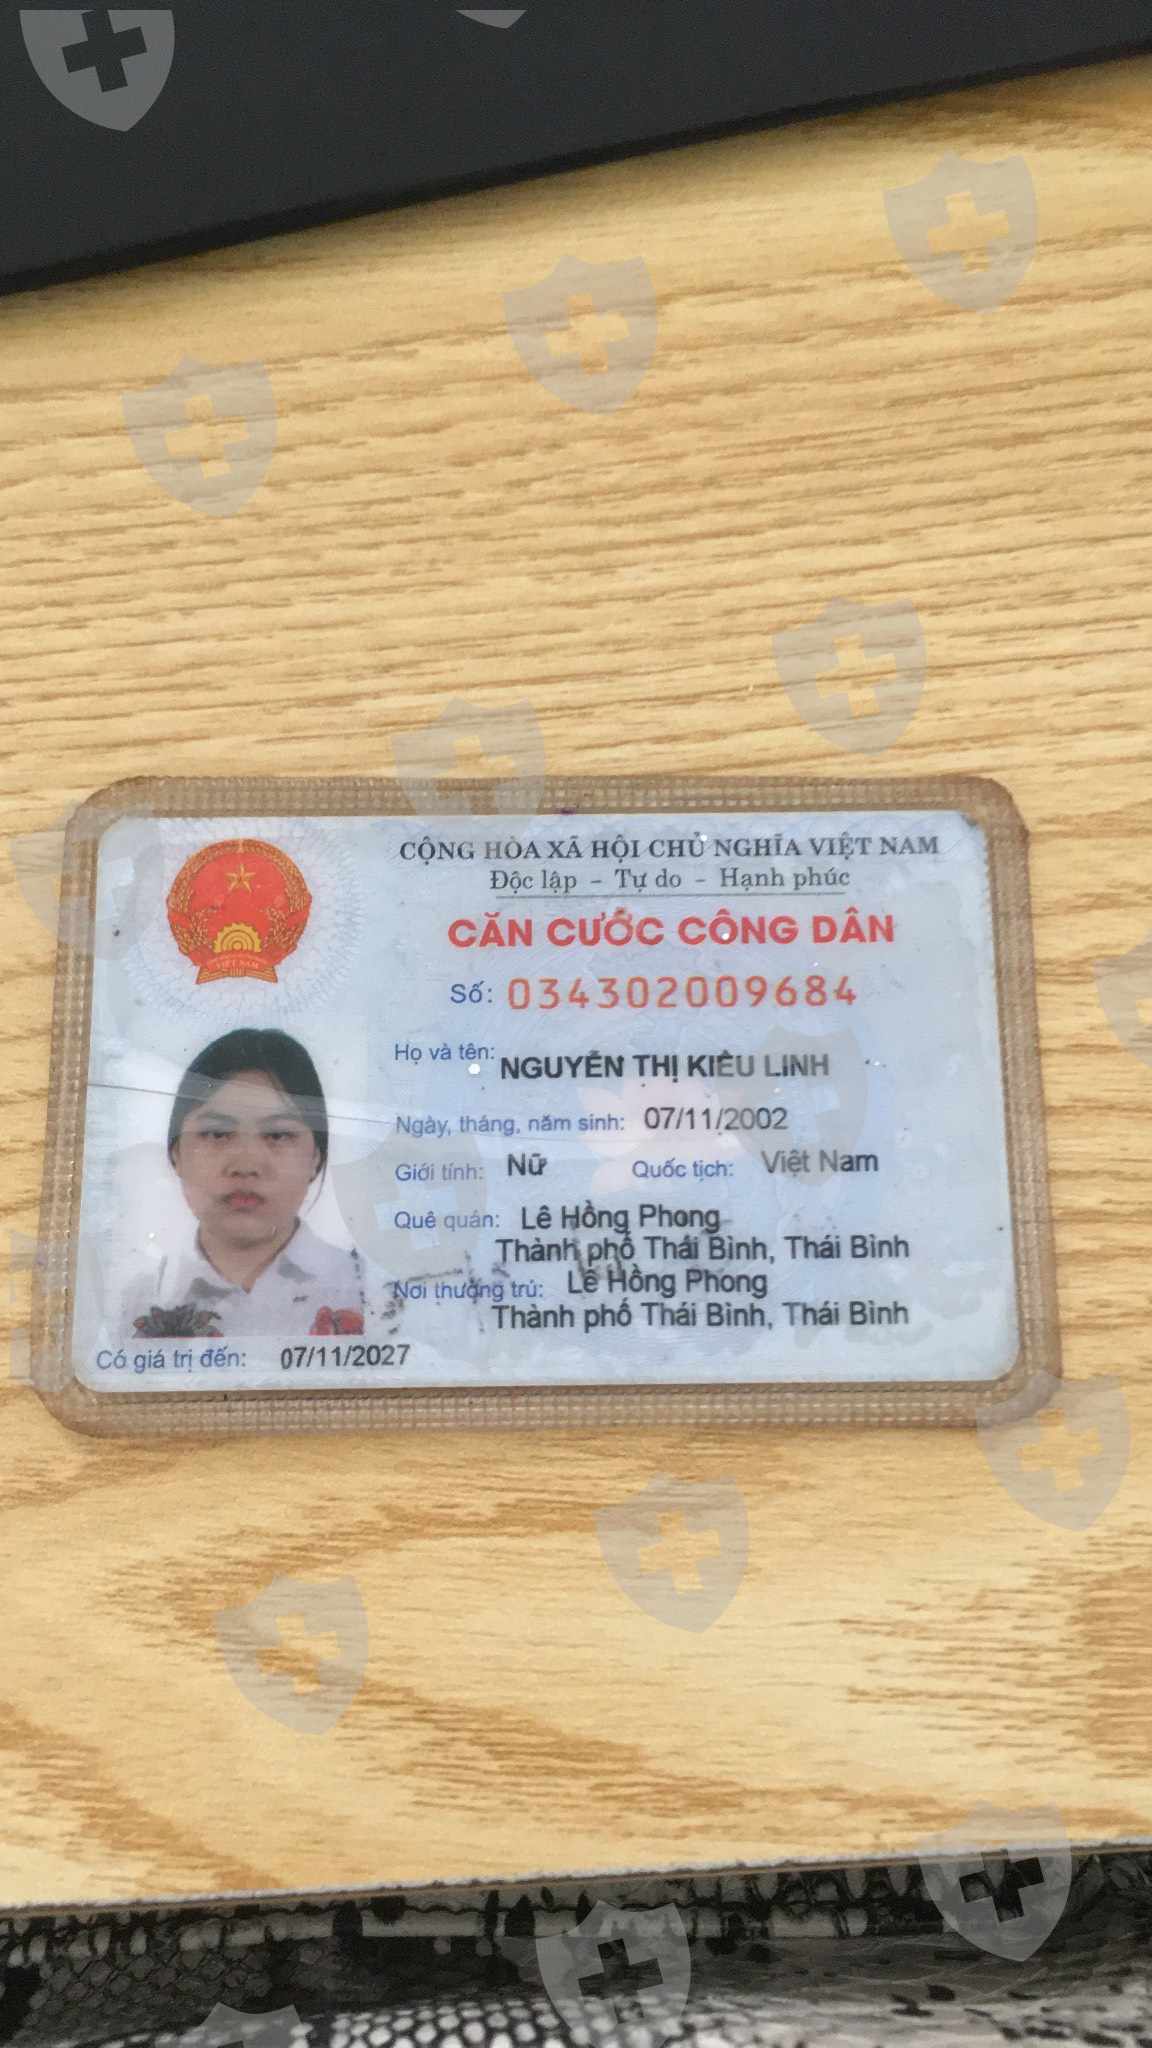 CỘNG HÒA XÃ HỘI CHỦ NGHĨA VIỆT NAM
Độc lập - Tự do - Hạnh phúc
CĂN CƯỚC CÔNG DÂN
Số: 034302009684
Họ và tên: NGUYỄN THỊ KIỀU LINH
Ngày, tháng, năm sinh: 07/11/2002
Giới tính: Nữ Quốc tịch: Việt Nam
Quê quán: Lê Hồng Phong
Thành phố Thái Bình, Thái Bình
Nơi thường trú: Lê Hồng Phong
Thành phố Thái Bình, Thái Bình
Có giá trị đến: 07/11/2027
VIỆT NAM